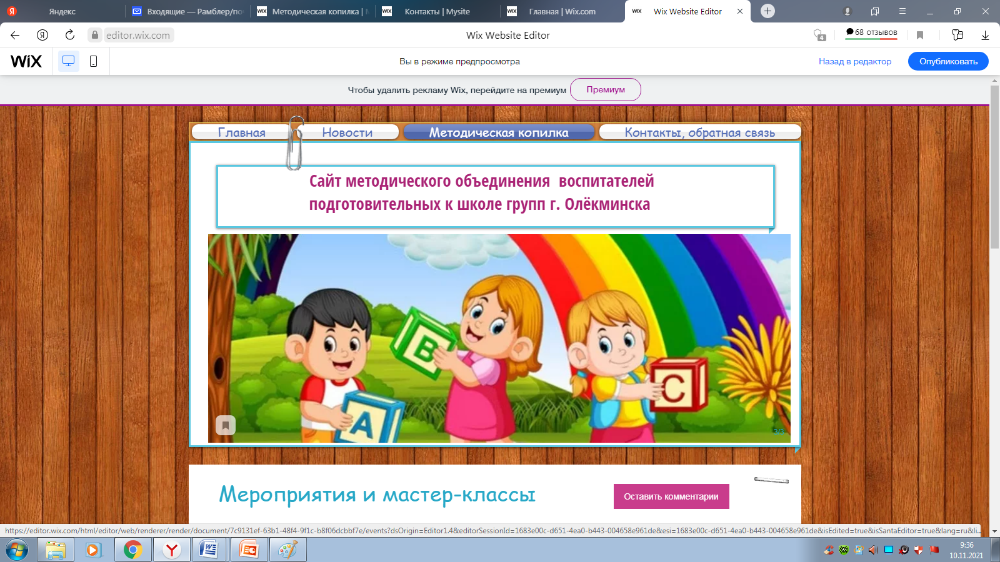 Яндекс
Входящие — Рамблер/по
Методическая копилка |
Контакты | Mysite
Главная | Wix.com
Wix Website Editor
editor.wix.com
Wix Website Editor
4
68 отзывов
WiX
Вы в режиме предпросмотра
Назад в редактор
Опубликовать
Чтобы удалить рекламу Wix, перейдите на премиум
Премиум
Главная
Новости
Методическая копилка
Контакты, обратная связь
Сайт методического объединения воспитателей
подготовительных к школе групп г. Олёкминска
B
C
A
3/3
Мероприятия и мастер-классы
Оставить комментарии
https://editor.wix.com/html/editor/web/renderer/render/document/7c9131ef-63b1-48f4-9f1c-b8f06dcbbf7e/events?dsOrigin=Editor1.4&editorSessionId=1683e00c-d651-4ea0-b443-004658e961de&esi=1683e00c-d651-4ea0-b443-004658e961de&isEdited=true&isSantaEditor=true&lang=ru&li...
9:36
10.11.2021